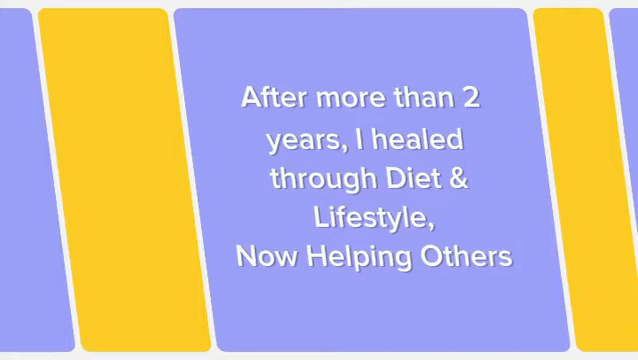 After more than 2
years, I healed
through Diet &
Lifestyle,
Now Helping Others